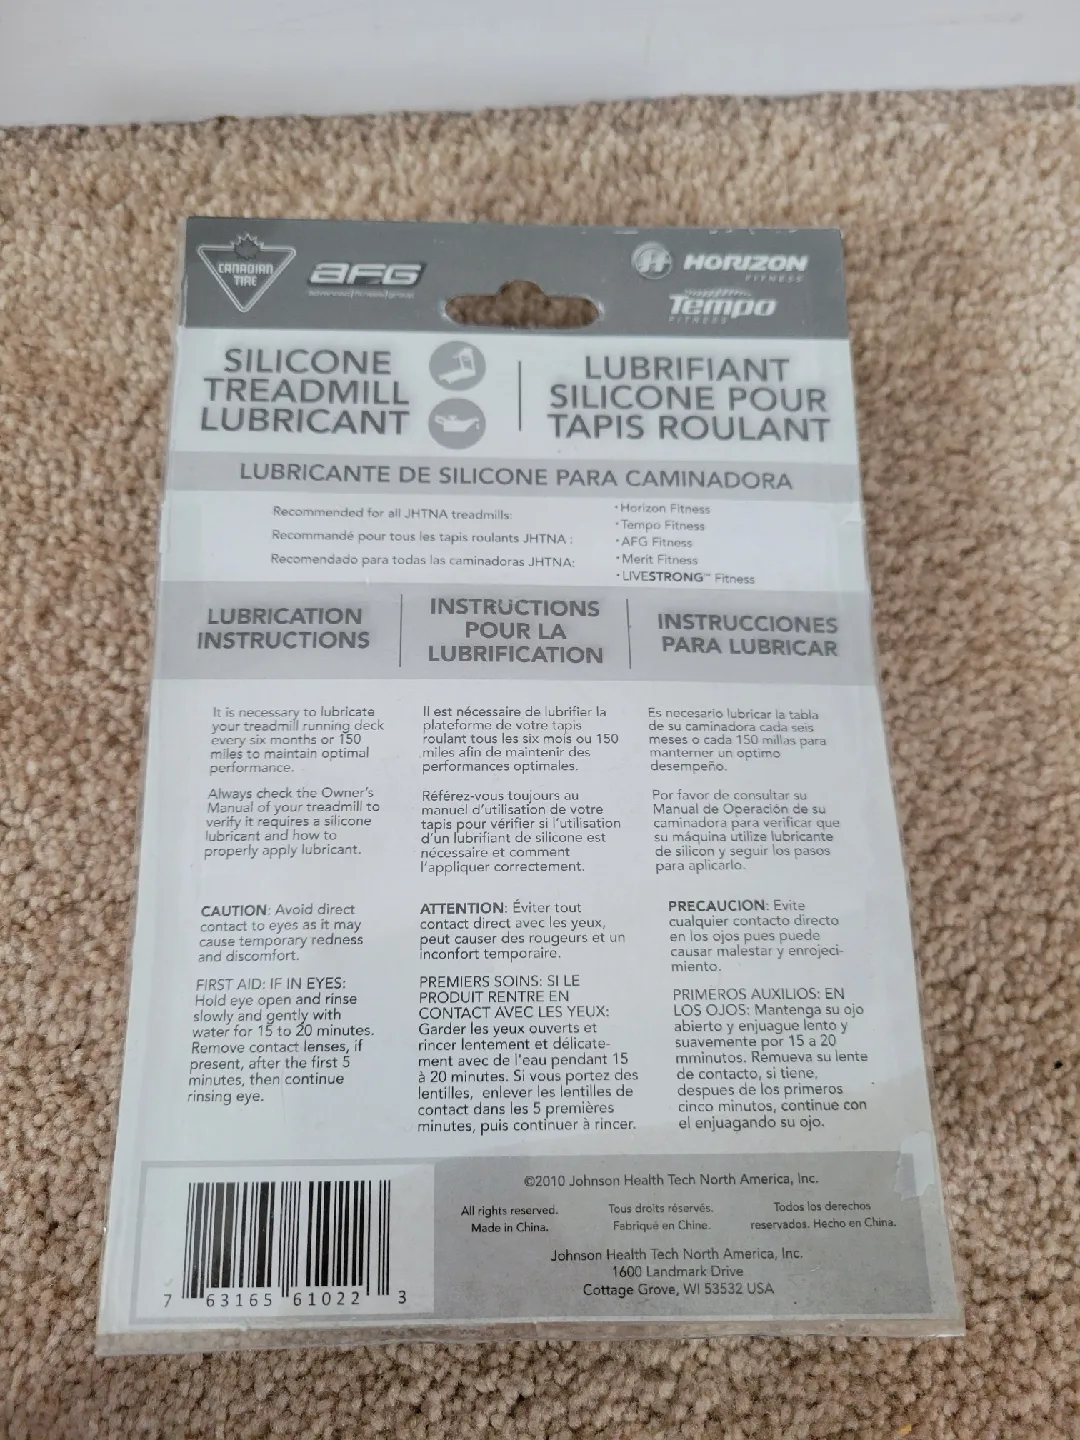 CANADIAN
TIRE
AFG
advanced|fitness|group
HORIZON
FITNESS
Tempo
FITNESS
SILICONE
TREADMILL
LUBRICANT
LUBRIFIANT
SILICONE POUR
TAPIS ROULANT
LUBRICANTE DE SILICONE PARA CAMINADORA
Recommended for all JHTNA treadmills:
Recommandé pour tous les tapis roulants JHTNA :
Recomendado para todas las caminadoras JHTNA:
• Horizon Fitness
• Tempo Fitness
• AFG Fitness
• Merit Fitness
• LIVESTRONG™ Fitness
LUBRICATION
INSTRUCTIONS
INSTRUCTIONS
POUR LA
LUBRIFICATION
INSTRUCCIONES
PARA LUBRICAR
It is necessary to lubricate
your treadmill running deck
every six months or 150
miles to maintain optimal
performance.
Always check the Owner's
Manual of your treadmill to
verify it requires a silicone
lubricant and how to
properly apply lubricant.
CAUTION: Avoid direct
contact to eyes as it may
cause temporary redness
and discomfort.
FIRST AID: IF IN EYES:
Hold eye open and rinse
slowly and gently with
water for 15 to 20 minutes.
Remove contact lenses, if
present, after the first 5
minutes, then continue
rinsing eye.
Il est nécessaire de lubrifier la
plateforme de votre tapis
roulant tous les six mois ou 150
miles afin de maintenir des
performances optimales.
Référez-vous toujours au
manuel d'utilisation de votre
tapis pour vérifier si l'utilisation
d'un lubrifiant de silicone est
nécessaire et comment
l'appliquer correctement.
ATTENTION: Éviter tout
contact direct avec les yeux,
peut causer des rougeurs et un
inconfort temporaire.
PREMIERS SOINS: SI LE
PRODUIT RENTRE EN
CONTACT AVEC LES YEUX:
Garder les yeux ouverts et
rincer lentement et délicate-
ment avec de l'eau pendant 15
à 20 minutes. Si vous portez des
lentilles, enlever les lentilles de
contact dans les 5 premières
minutes, puis continuer à rincer.
Es necesario lubricar la tabla
de su caminadora cada seis
meses o cada 150 millas para
mantemer un optimo
desempeño.
Por favor de consultar su
Manual de Operación de su
caminadora para verificar que
su máquina utilize lubricante
de silicon y seguir los pasos
para aplicarlo.
PRECAUCION: Evite
cualquier contacto directo
en los ojos pues puede
causar malestar y enrojeci-
miento.
PRIMEROS AUXILIOS: EN
LOS OJOS: Mantenga su ojo
abierto y enjuague lento y
suavemente por 15 a 20
mminutos. Remueva su lente
de contacto, si tiene,
despues de los primeros
cinco minutos, continue con
el enjuagando su ojo.
7 63165 61022 3
©2010 Johnson Health Tech North America, Inc.
All rights reserved.
Made in China.
Tous droits réservés.
Fabriqué en Chine.
Todos los derechos
reservados. Hecho en China.
Johnson Health Tech North America, Inc.
1600 Landmark Drive
Cottage Grove, WI 53532 USA